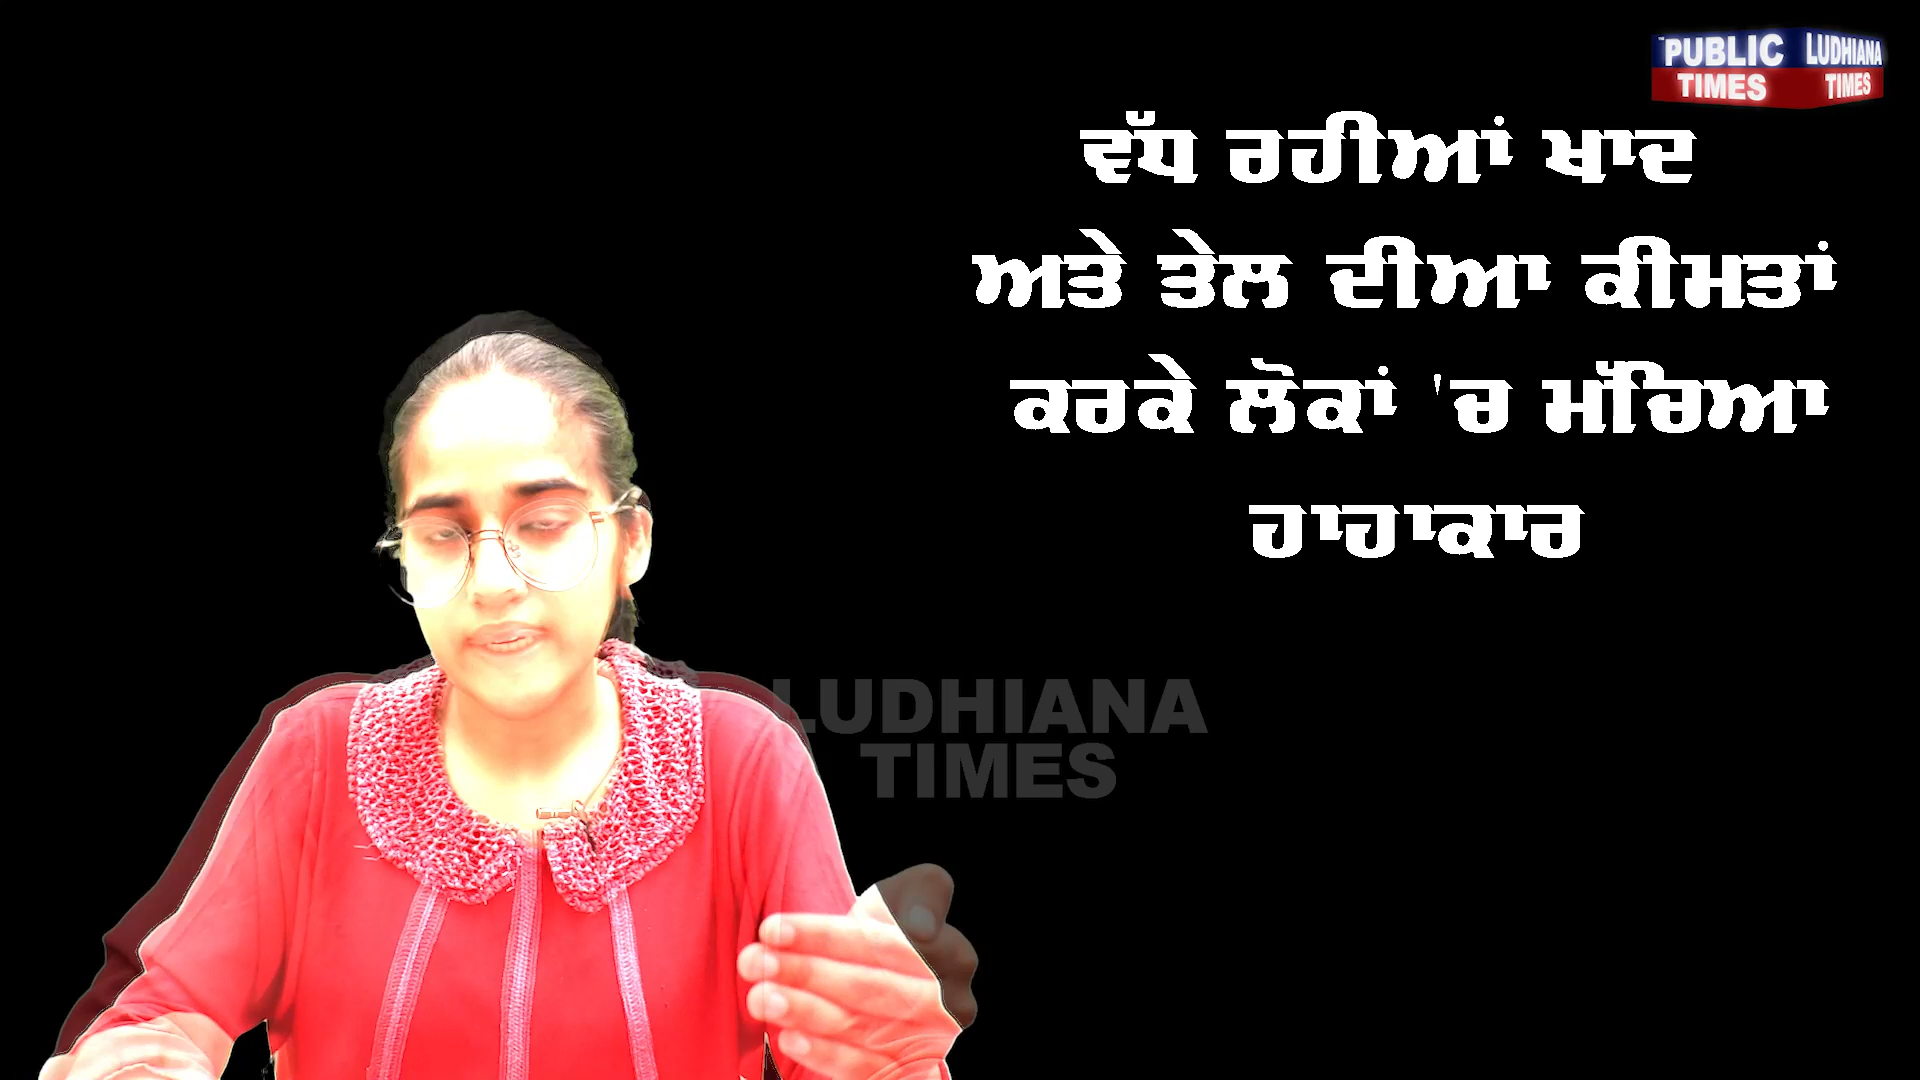 PUBLIC TIMES
LUDHIANA TIMES
ਵੱਧ ਰਹੀਆਂ ਖਾਦ
ਅਤੇ ਤੇਲ ਦੀਆ ਕੀਮਤਾਂ
ਕਰਕੇ ਲੋਕਾਂ 'ਚ ਮੱਚਿਆ
ਹਾਹਾਕਾਰ
LUDHIANA
TIMES